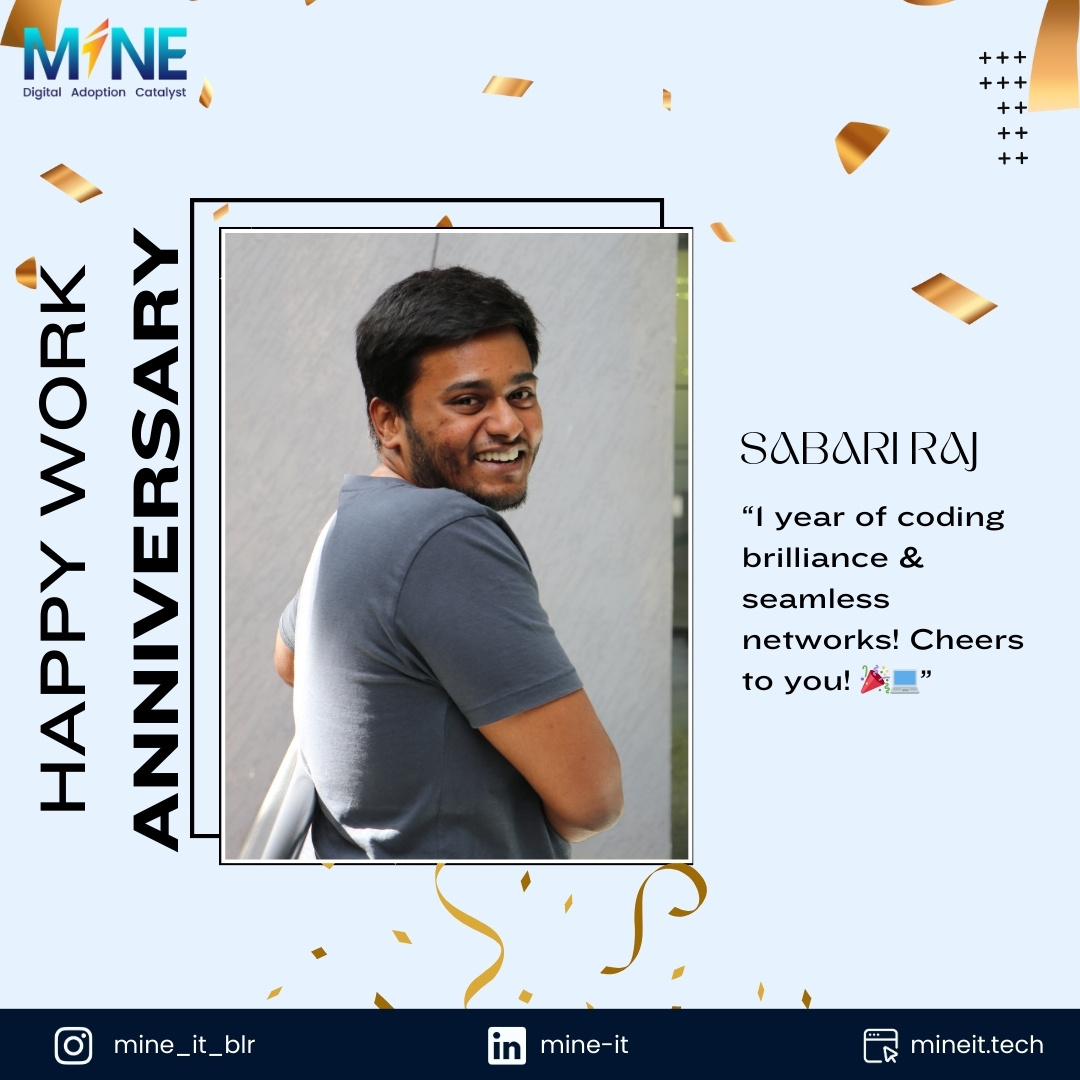 MINE
Digital Adoption Catalyst
HAPPY WORK
ANNIVERSARY
SABARI RAJ
“1 year of coding
brilliance &
seamless
networks! Cheers
to you! 🎉💻”
mine_it_blr
mine-it
mineit.tech